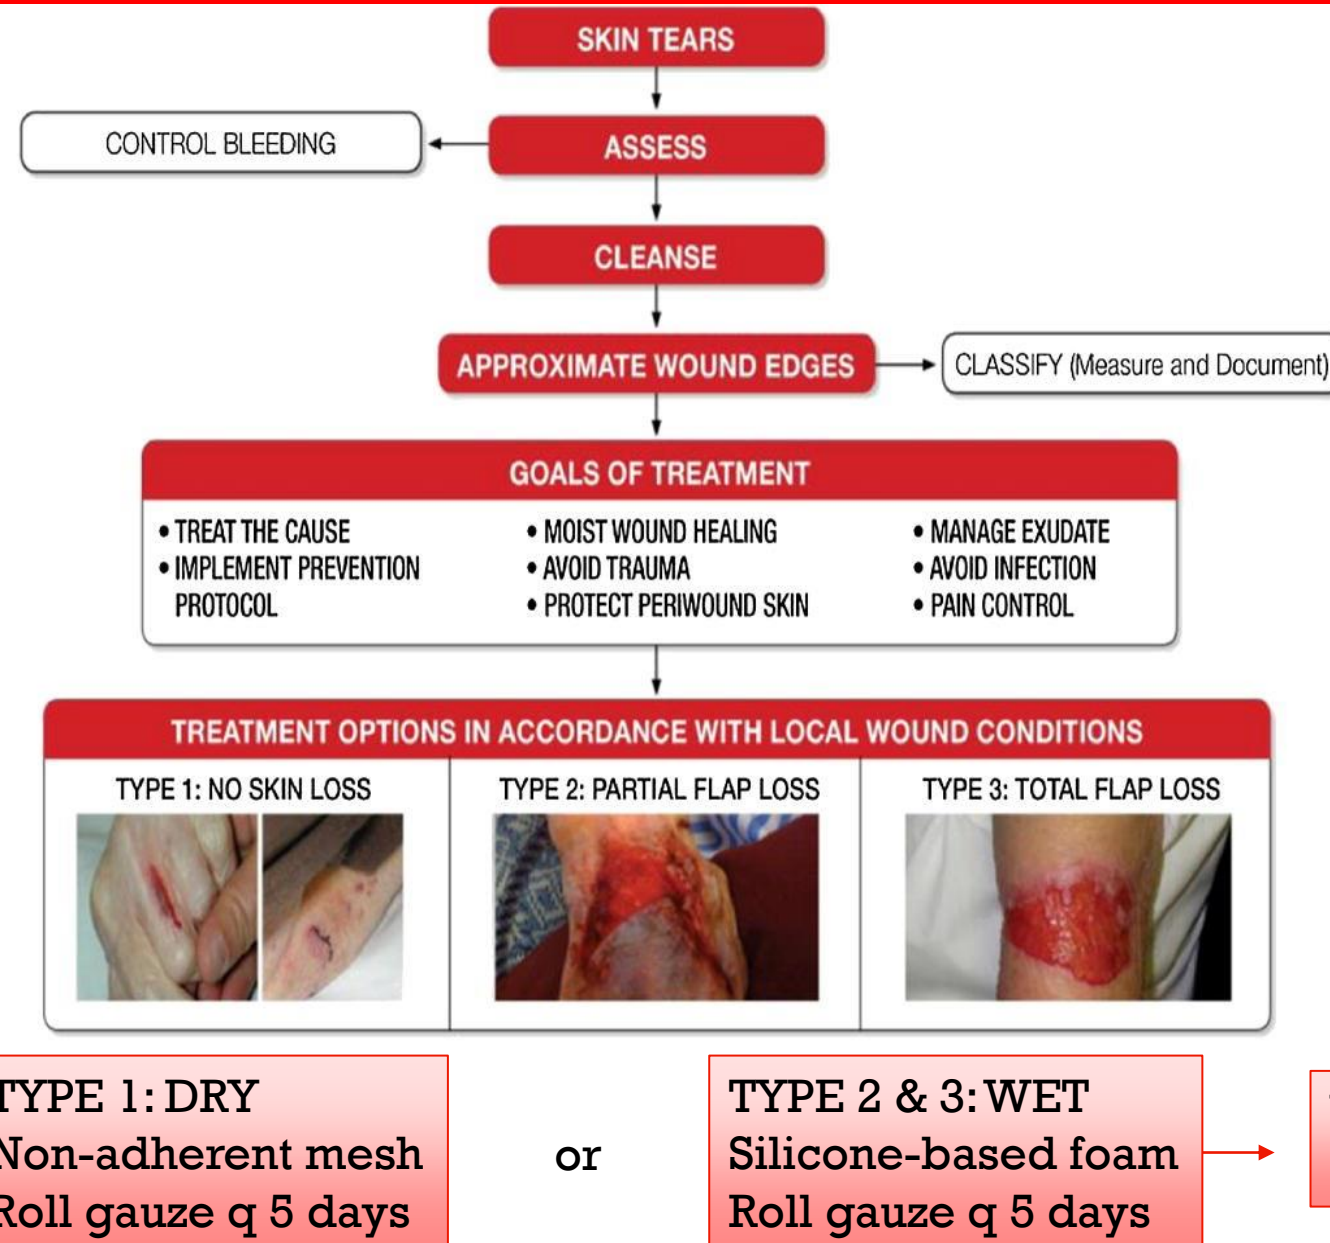 SKIN TEARS
CONTROL BLEEDING
ASSESS
CLEANSE
APPROXIMATE WOUND EDGES
CLASSIFY (Measure and Document)
GOALS OF TREATMENT
• TREAT THE CAUSE
• IMPLEMENT PREVENTION
PROTOCOL
• MOIST WOUND HEALING
• AVOID TRAUMA
• PROTECT PERIWOUND SKIN
• MANAGE EXUDATE
• AVOID INFECTION
• PAIN CONTROL
TREATMENT OPTIONS IN ACCORDANCE WITH LOCAL WOUND CONDITIONS
TYPE 1: NO SKIN LOSS
TYPE 2: PARTIAL FLAP LOSS
TYPE 3: TOTAL FLAP LOSS
TYPE 1: DRY
Non-adherent mesh
Roll gauze q 5 days
or
TYPE 2 & 3: WET
Silicone-based foam
Roll gauze q 5 days